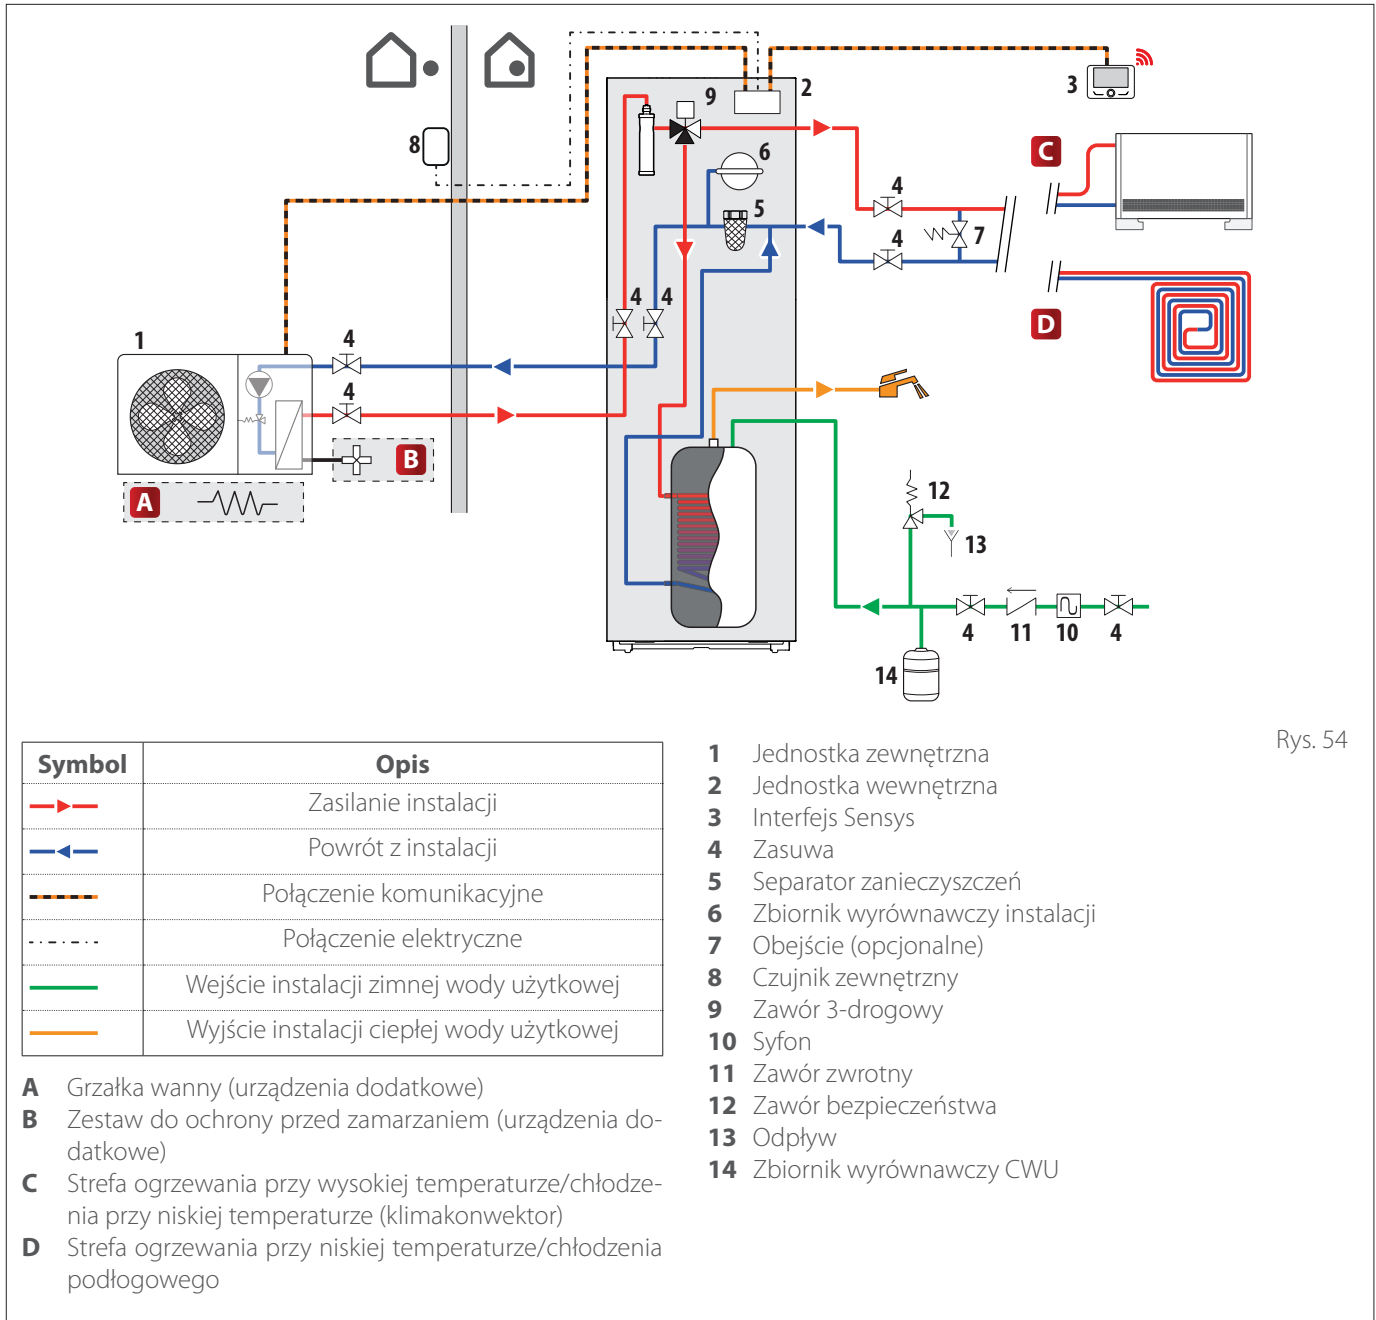 9
2
3
8
6
C
4
5
4
7
4
4
D
1
4
4
B
A
12
13
4
11
10
4
14
Rys. 54
Symbol Opis
Zasilanie instalacji
Powrót z instalacji
Połączenie komunikacyjne
Połączenie elektryczne
Wejście instalacji zimnej wody użytkowej
Wyjście instalacji ciepłej wody użytkowej
A Grzałka wanny (urządzenia dodatkowe)
B Zestaw do ochrony przed zamarzaniem (urządzenia do-
datkowe)
C Strefa ogrzewania przy wysokiej temperaturze/chłodze-
nia przy niskiej temperaturze (klimakonwektor)
D Strefa ogrzewania przy niskiej temperaturze/chłodzenia
podłogowego
1 Jednostka zewnętrzna
2 Jednostka wewnętrzna
3 Interfejs Sensys
4 Zasuwa
5 Separator zanieczyszczeń
6 Zbiornik wyrównawczy instalacji
7 Obejście (opcjonalne)
8 Czujnik zewnętrzny
9 Zawór 3-drogowy
10 Syfon
11 Zawór zwrotny
12 Zawór bezpieczeństwa
13 Odpływ
14 Zbiornik wyrównawczy CWU